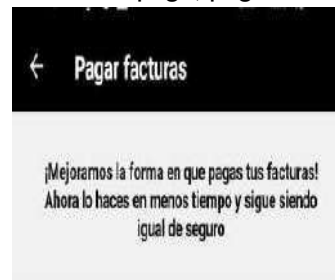 Pagar facturas
¡Mejoramos la forma en que pagas tus facturas!
Ahora lo haces en menos tiempo y sigue siendo
igual de seguro